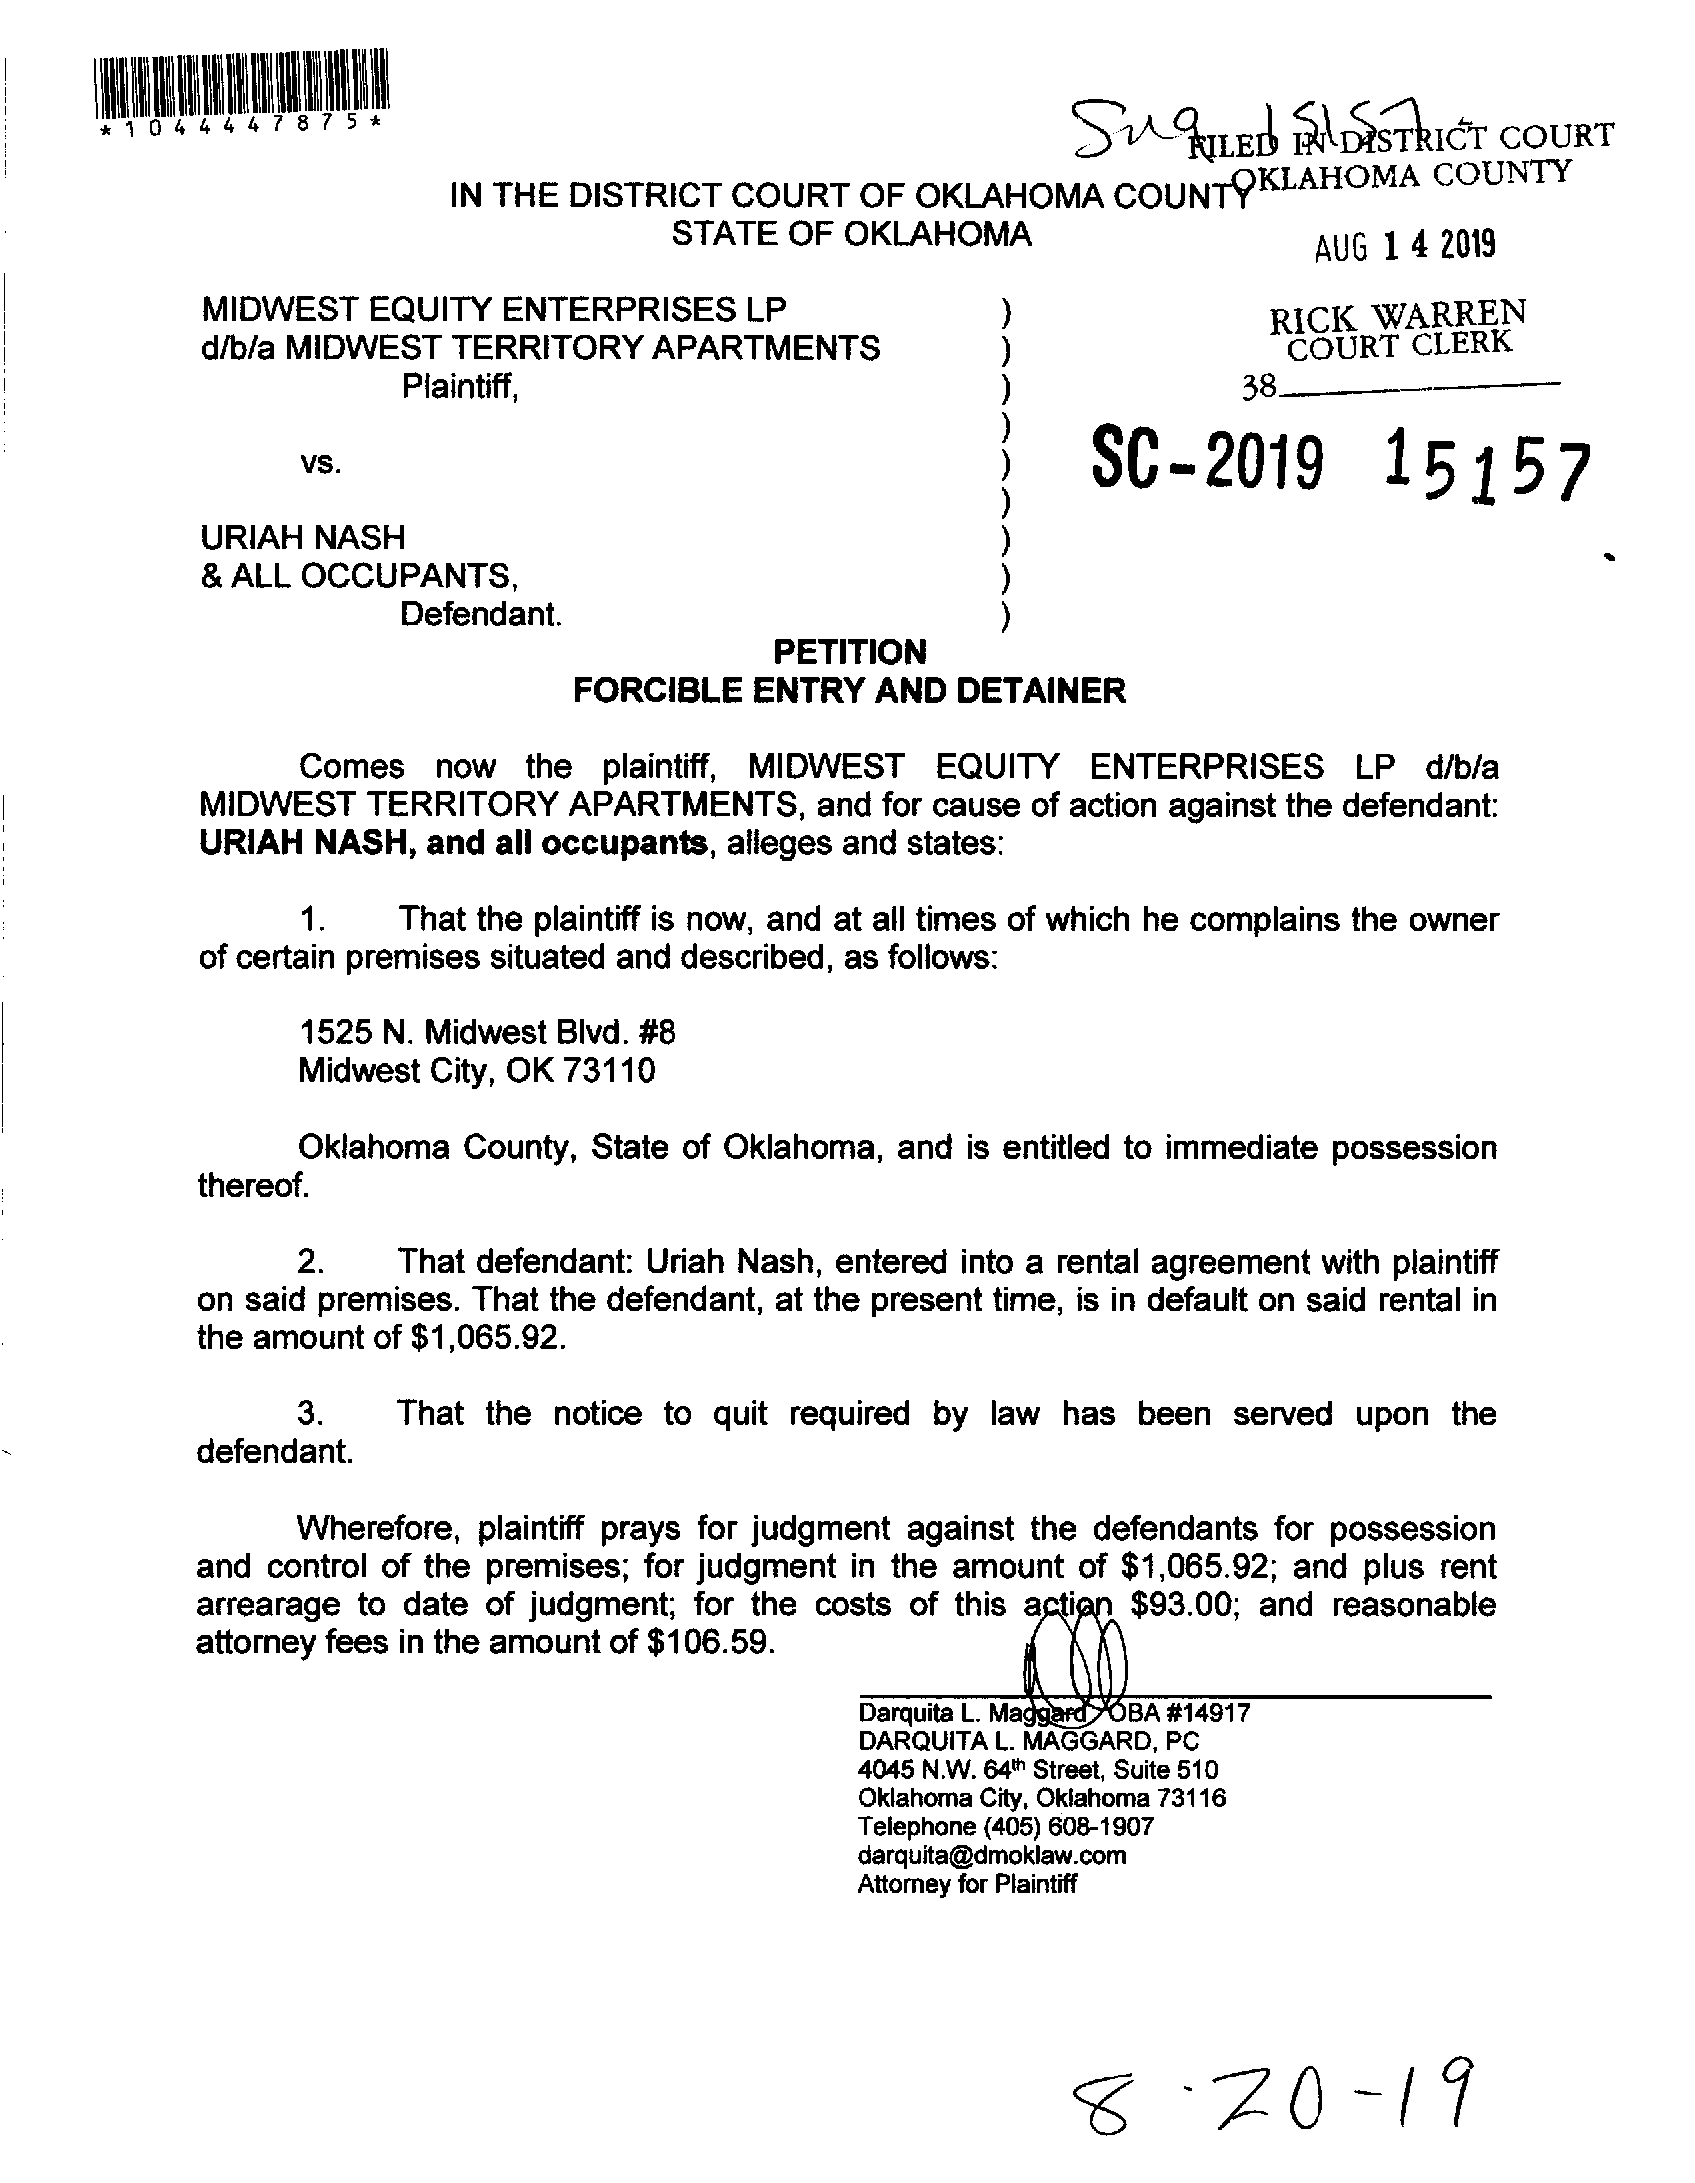 *1044447875*
FILED IN DISTRICT COURT
OKLAHOMA COUNTY
IN THE DISTRICT COURT OF OKLAHOMA COUNTY
STATE OF OKLAHOMA
AUG 14 2019
MIDWEST EQUITY ENTERPRISES LP )
d/b/a MIDWEST TERRITORY APARTMENTS )
Plaintiff, )
)
vs. )
)
URIAH NASH )
& ALL OCCUPANTS, )
Defendant. )
RICK WARREN
COURT CLERK
38
SC-2019 15157
PETITION
FORCIBLE ENTRY AND DETAINER
Comes now the plaintiff, MIDWEST EQUITY ENTERPRISES LP d/b/a
MIDWEST TERRITORY APARTMENTS, and for cause of action against the defendant:
URIAH NASH, and all occupants, alleges and states:
1. That the plaintiff is now, and at all times of which he complains the owner
of certain premises situated and described, as follows:
1525 N. Midwest Blvd. #8
Midwest City, OK 73110
Oklahoma County, State of Oklahoma, and is entitled to immediate possession
thereof.
2. That defendant: Uriah Nash, entered into a rental agreement with plaintiff
on said premises. That the defendant, at the present time, is in default on said rental in
the amount of $1,065.92.
3. That the notice to quit required by law has been served upon the
defendant.
Wherefore, plaintiff prays for judgment against the defendants for possession
and control of the premises; for judgment in the amount of $1,065.92; and plus rent
arrearage to date of judgment; for the costs of this action $93.00; and reasonable
attorney fees in the amount of $106.59.
Darquita L. Maggard OBA #14917
DARQUITA L. MAGGARD, PC
4045 N.W. 64th Street, Suite 510
Oklahoma City, Oklahoma 73116
Telephone (405) 608-1907
darquita@dmoklaw.com
Attorney for Plaintiff
8-20-19